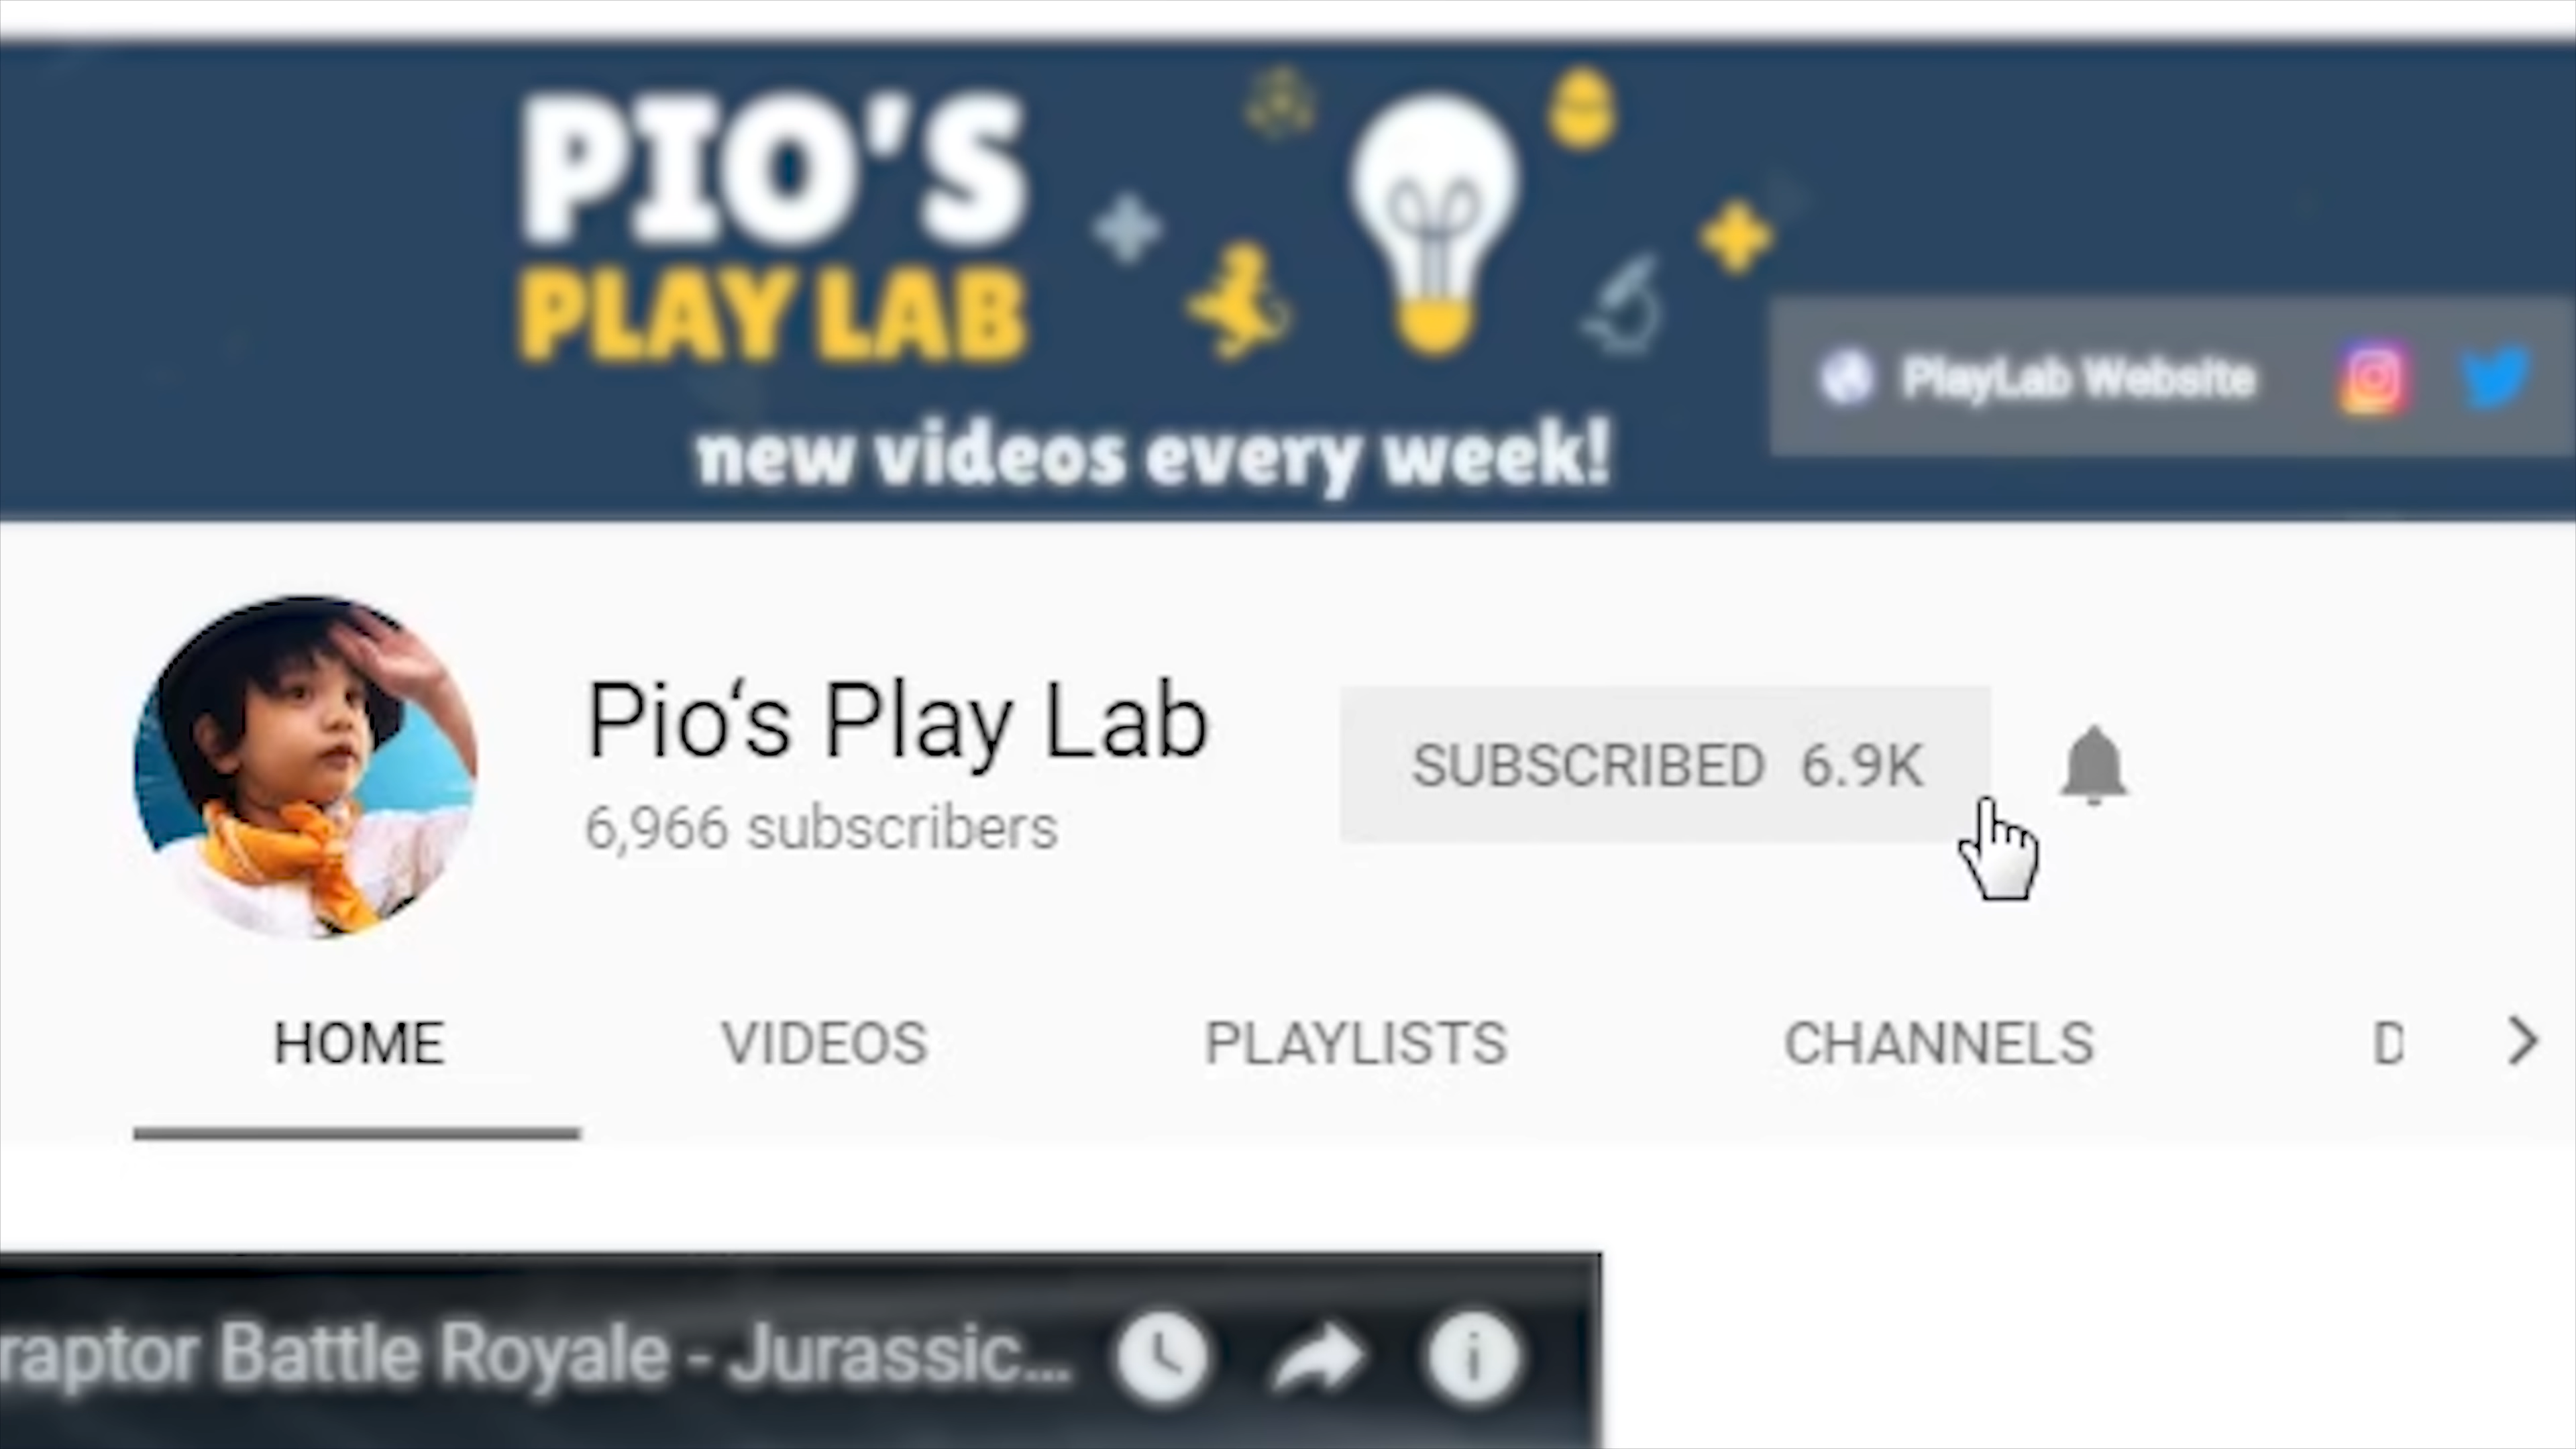 PIO'S
PLAY LAB
new videos every week!
PlayLab Website
Pio‘s Play Lab
6,966 subscribers
SUBSCRIBED 6.9K
HOME VIDEOS PLAYLISTS CHANNELS D
raptor Battle Royale - Jurassic...